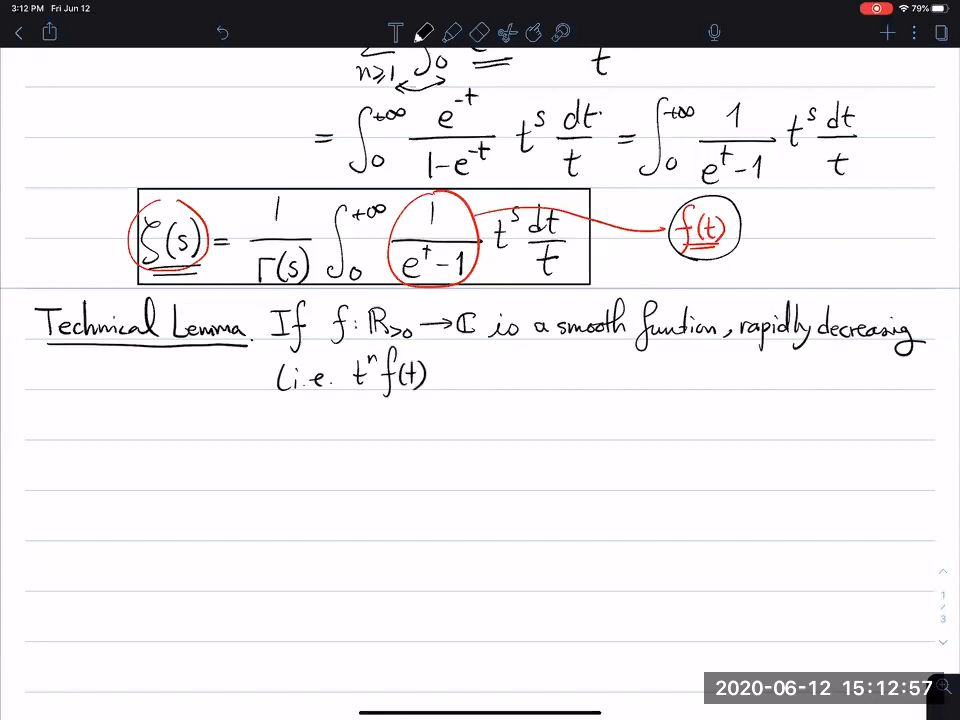 3:12 PM Fri Jun 12
79%
n≥1 ∫₀ t
= ∫₀^{+∞} e^{-t} / (1-e^{-t}) t^s dt/t = ∫₀^{+∞} 1 / (e^t-1) t^s dt/t
ζ(s) = 1/Γ(s) ∫₀^{+∞} 1/(e^t-1) t^s dt/t f(t)
Technical Lemma. If f: ℝ>0 → ℂ is a smooth funtion, rapidly decreasing
(i.e. t^n f(t)
1
/
3
2020-06-12 15:12:57